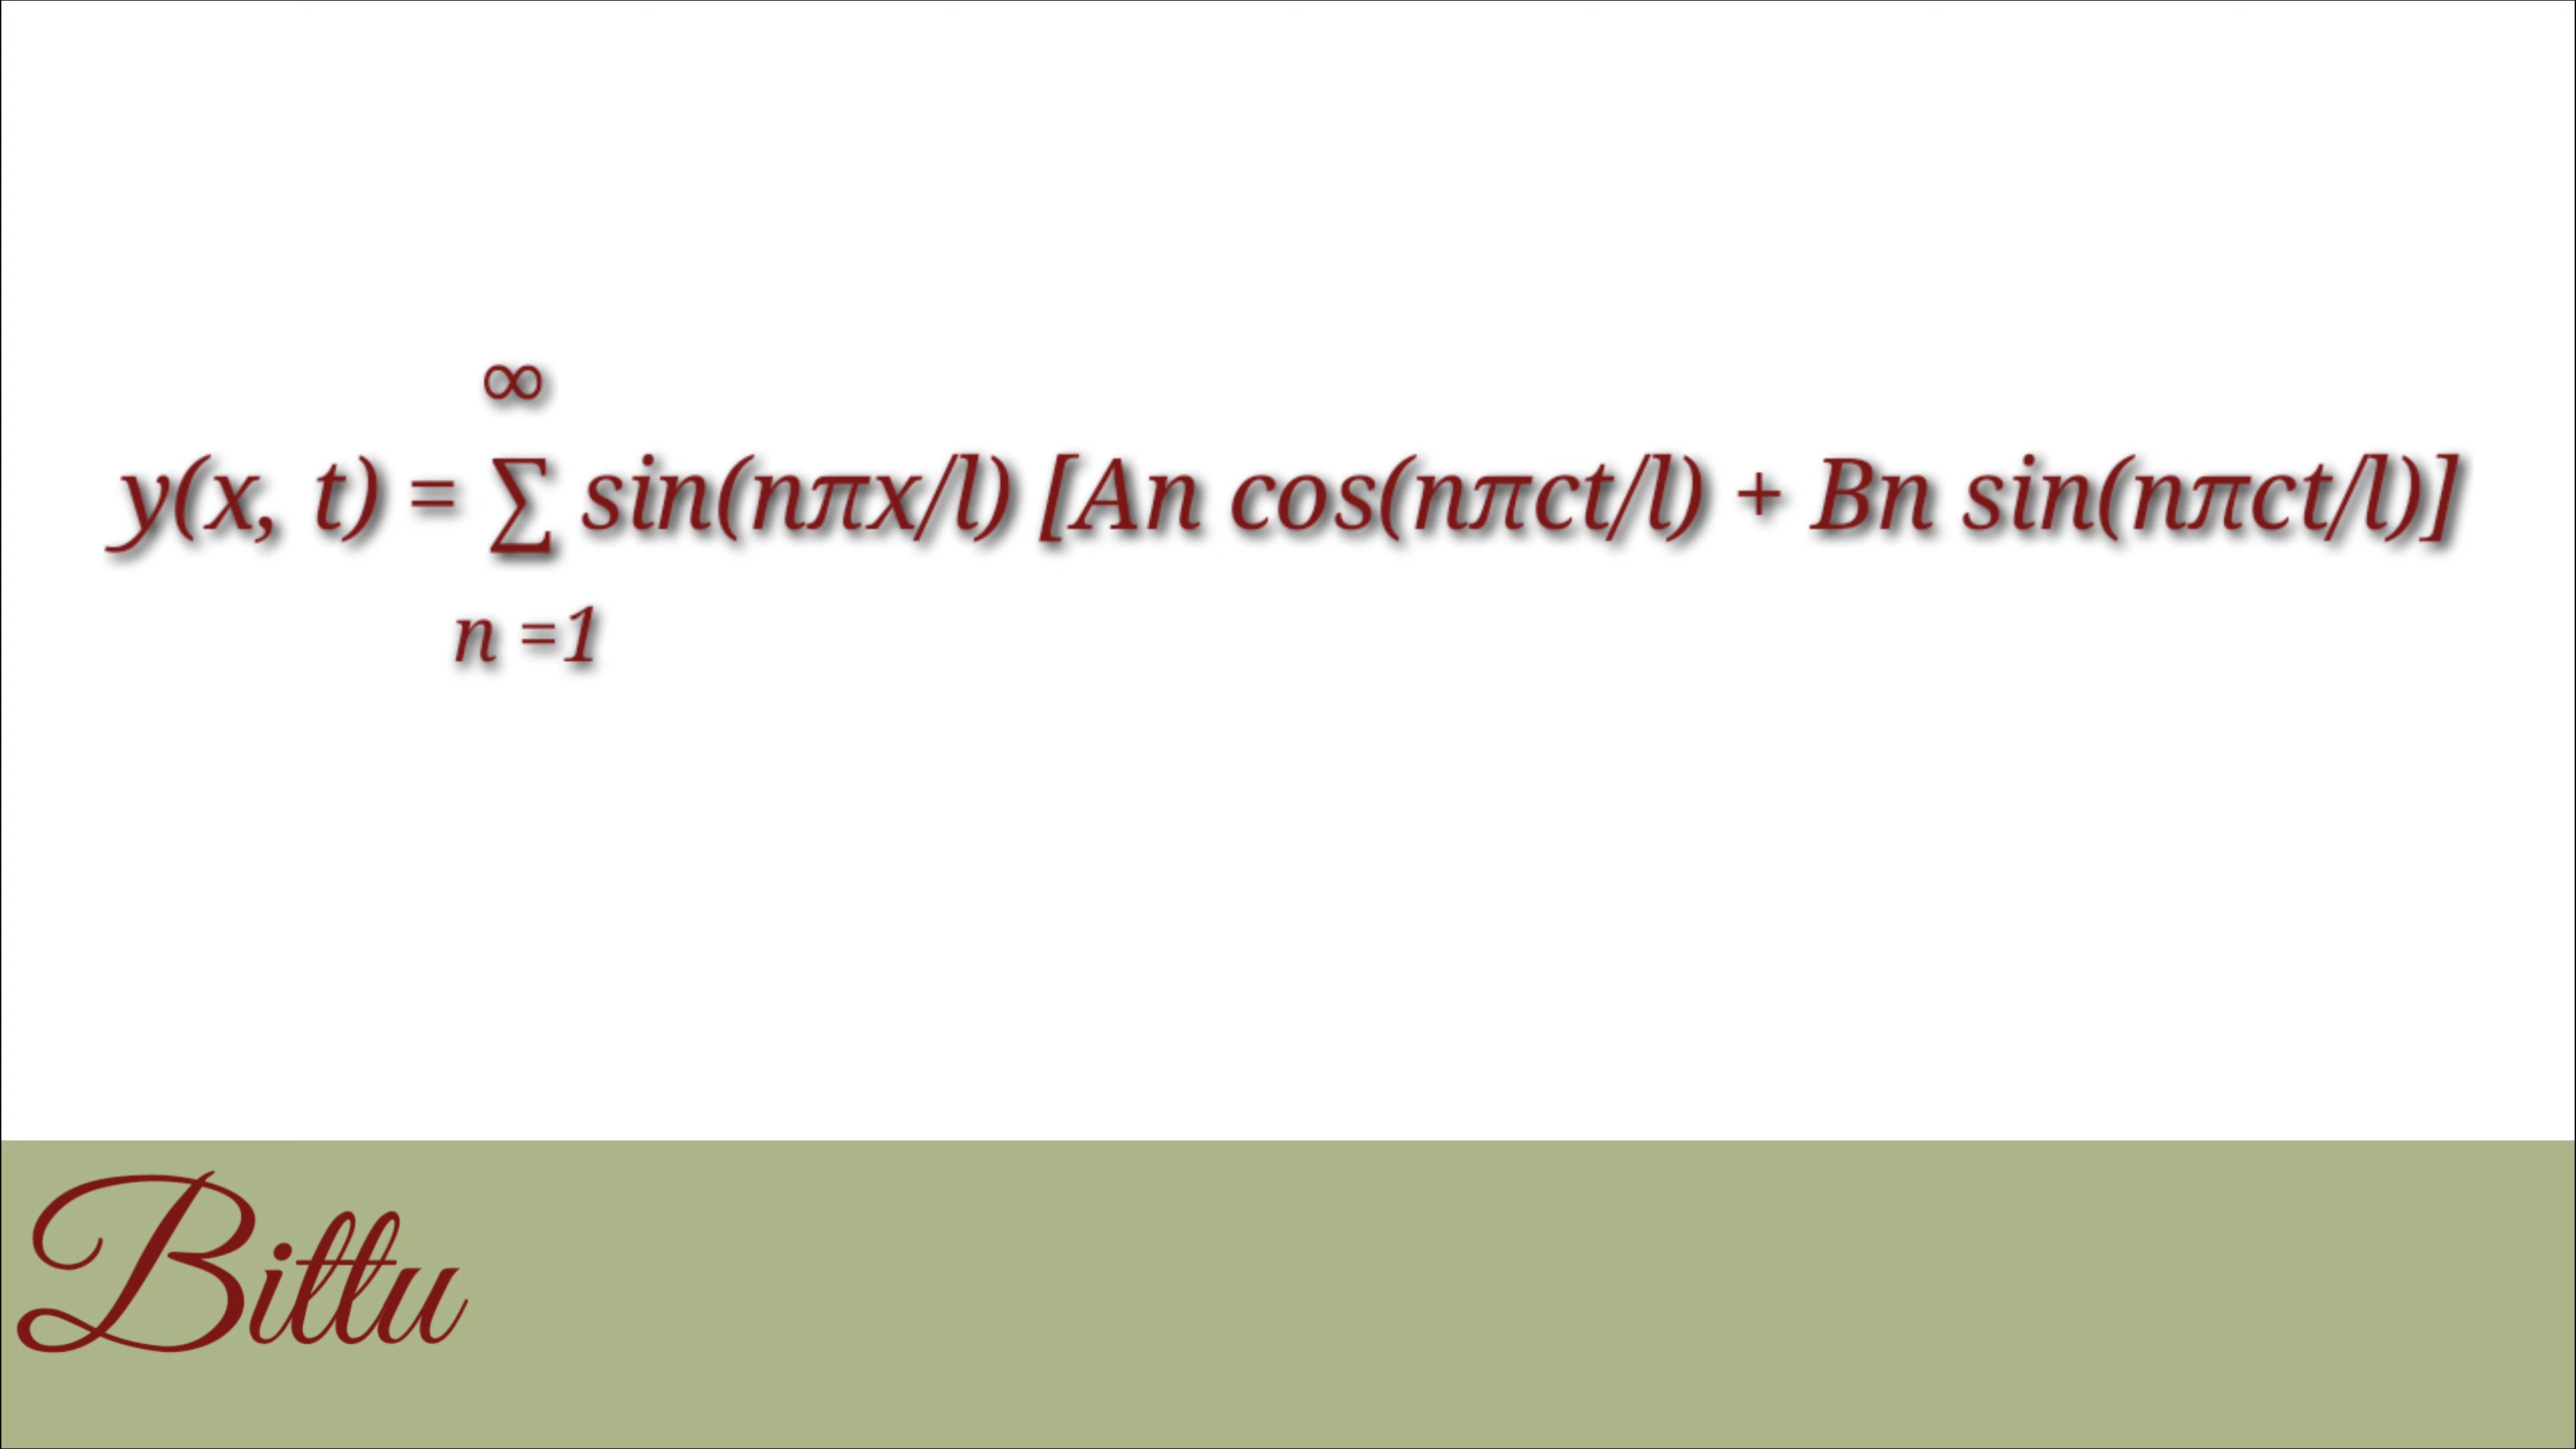 ∞
y(x, t) = ∑ sin(nπx/l) [An cos(nπct/l) + Bn sin(nπct/l)]
n =1
Bittu